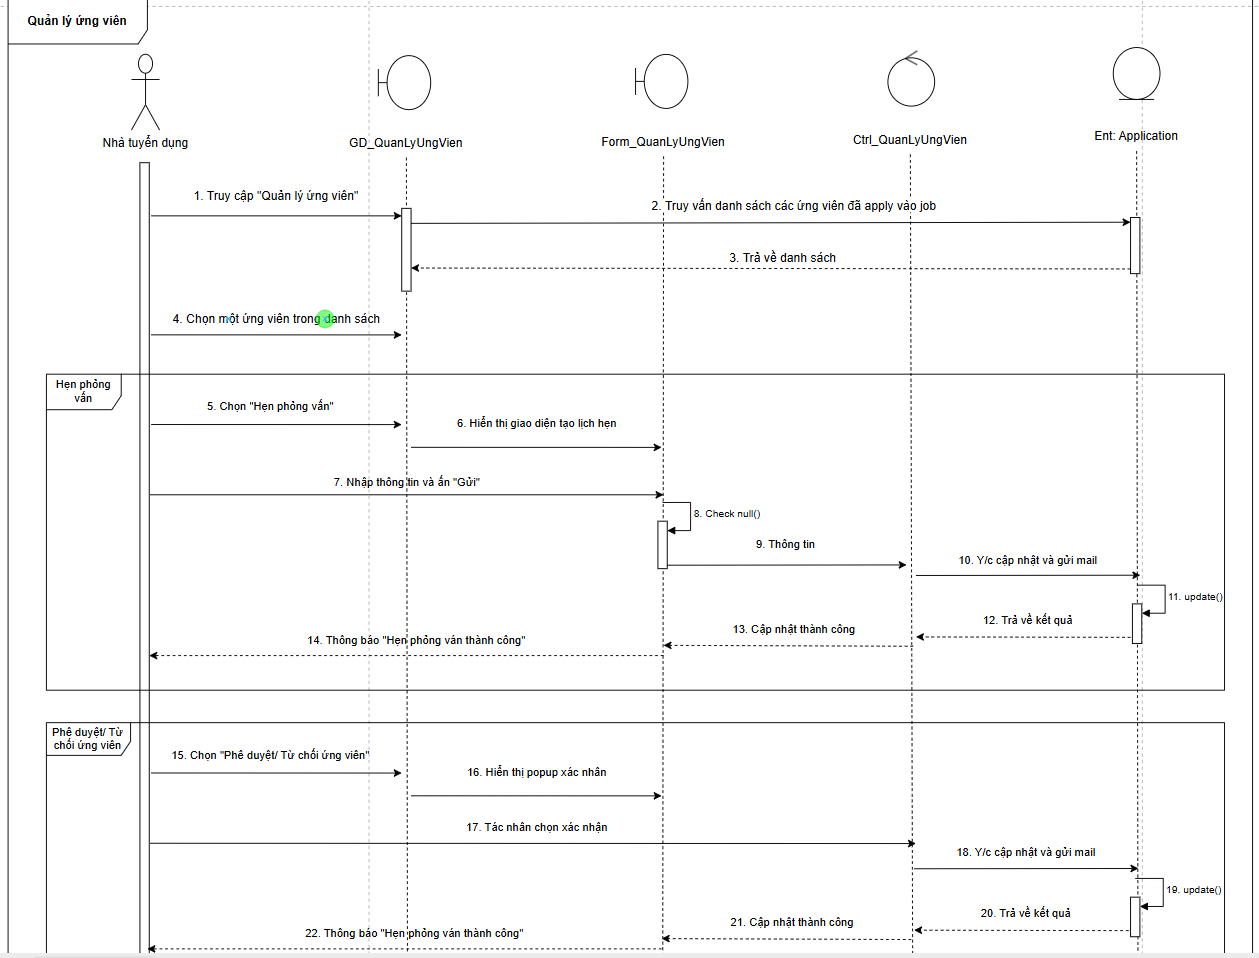 Quản lý ứng viên
Nhà tuyển dụng
GD_QuanLyUngVien
Form_QuanLyUngVien
Ctrl_QuanLyUngVien
Ent: Application
1. Truy cập "Quản lý ứng viên"
2. Truy vấn danh sách các ứng viên đã apply vào job
3. Trả về danh sách
4. Chọn một ứng viên trong danh sách
Hẹn phỏng
vấn
5. Chọn "Hẹn phỏng vấn"
6. Hiển thị giao diện tạo lịch hẹn
7. Nhập thông tin và ấn "Gửi"
8. Check null()
9. Thông tin
10. Y/c cập nhật và gửi mail
11. update()
12. Trả về kết quả
13. Cập nhật thành công
14. Thông báo "Hẹn phỏng ván thành công"
Phê duyệt/ Từ
chối ứng viên
15. Chọn "Phê duyệt/ Từ chối ứng viên"
16. Hiển thị popup xác nhân
17. Tác nhân chọn xác nhận
18. Y/c cập nhật và gửi mail
19. update()
20. Trả về kết quả
21. Cập nhật thành công
22. Thông báo "Hẹn phỏng ván thành công"